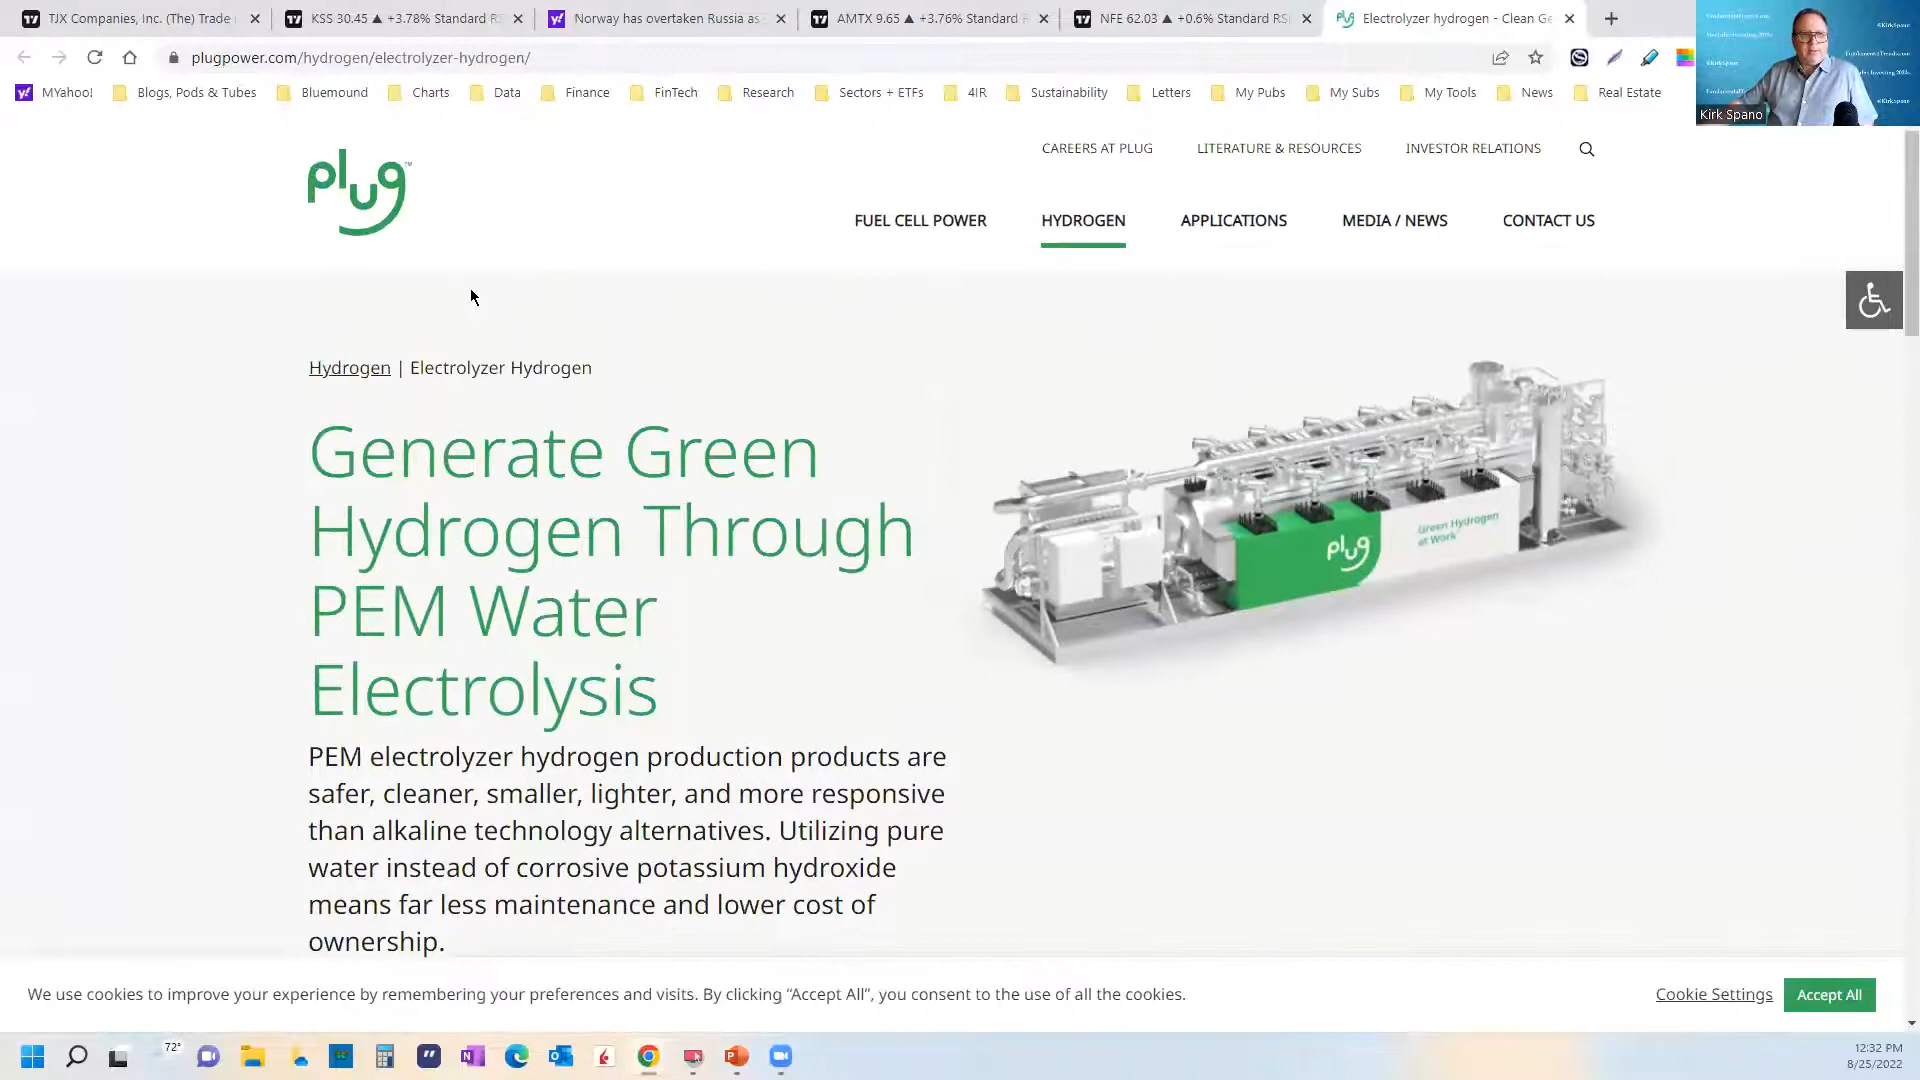 TJX Companies, Inc. (The) Trade
KSS 30.45 ▲ +3.78% Standard RS
Norway has overtaken Russia as
AMTX 9.65 ▲ +3.76% Standard R
NFE 62.03 ▲ +0.6% Standard RS
Electrolyzer hydrogen - Clean Ge
plugpower.com/hydrogen/electrolyzer-hydrogen/
MYahoo!
Blogs, Pods & Tubes
Bluemound
Charts
Data
Finance
FinTech
Research
Sectors + ETFs
4IR
Sustainability
Letters
My Pubs
My Subs
My Tools
News
Real Estate
@KirkSpano
Kirk Spano
plug™
CAREERS AT PLUG
LITERATURE & RESOURCES
INVESTOR RELATIONS
FUEL CELL POWER
HYDROGEN
APPLICATIONS
MEDIA / NEWS
CONTACT US
Hydrogen | Electrolyzer Hydrogen
Generate Green
Hydrogen Through
PEM Water
Electrolysis
plug
Green Hydrogen
at Work
PEM electrolyzer hydrogen production products are
safer, cleaner, smaller, lighter, and more responsive
than alkaline technology alternatives. Utilizing pure
water instead of corrosive potassium hydroxide
means far less maintenance and lower cost of
ownership.
We use cookies to improve your experience by remembering your preferences and visits. By clicking “Accept All”, you consent to the use of all the cookies.
Cookie Settings
Accept All
72°
12:32 PM
8/25/2022